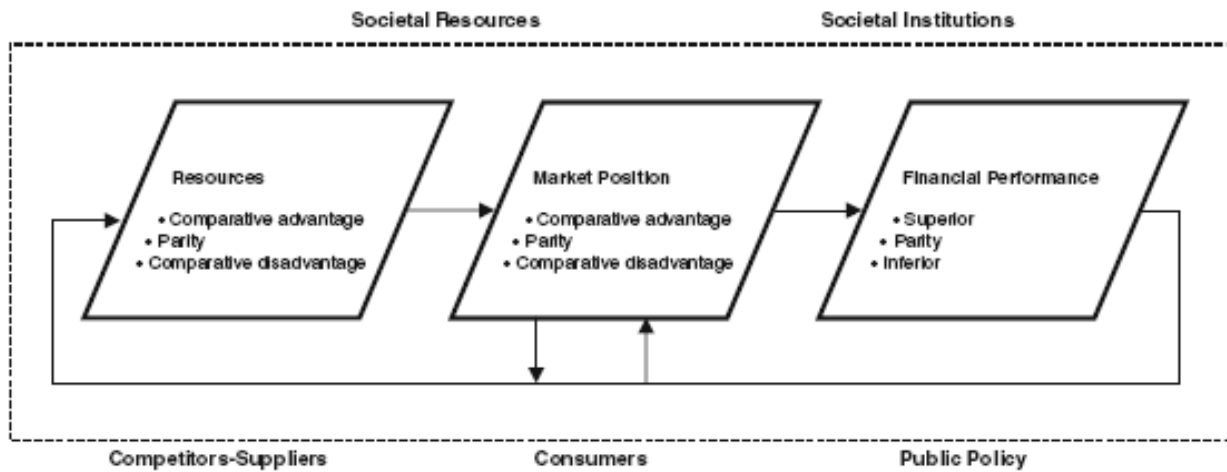 Societal Resources Societal Institutions
Resources
• Comparative advantage
• Parity
• Comparative disadvantage
Market Position
• Comparative advantage
• Parity
• Comparative disadvantage
Financial Performance
• Superior
• Parity
• Inferior
Competitors-Suppliers Consumers Public Policy